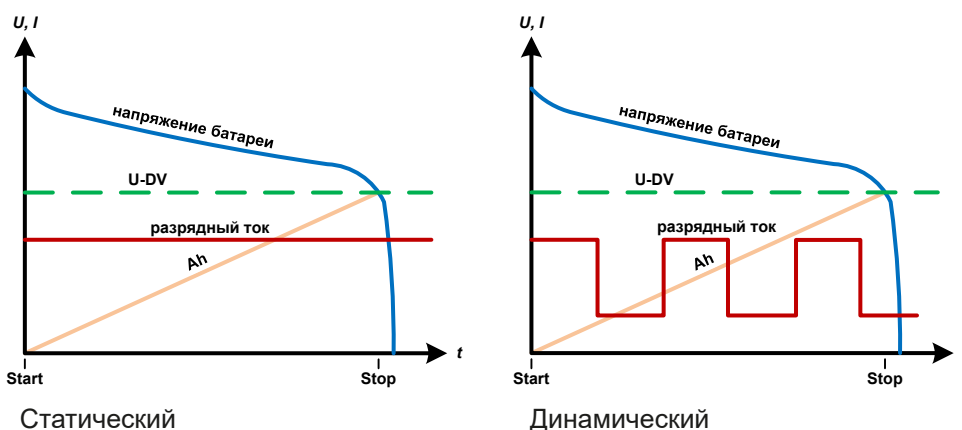 U, I
напряжение батареи
U-DV
разрядный ток
Ah
t
Start
Stop
Статический
U, I
напряжение батареи
U-DV
разрядный ток
Ah
Start
Stop
Динамический